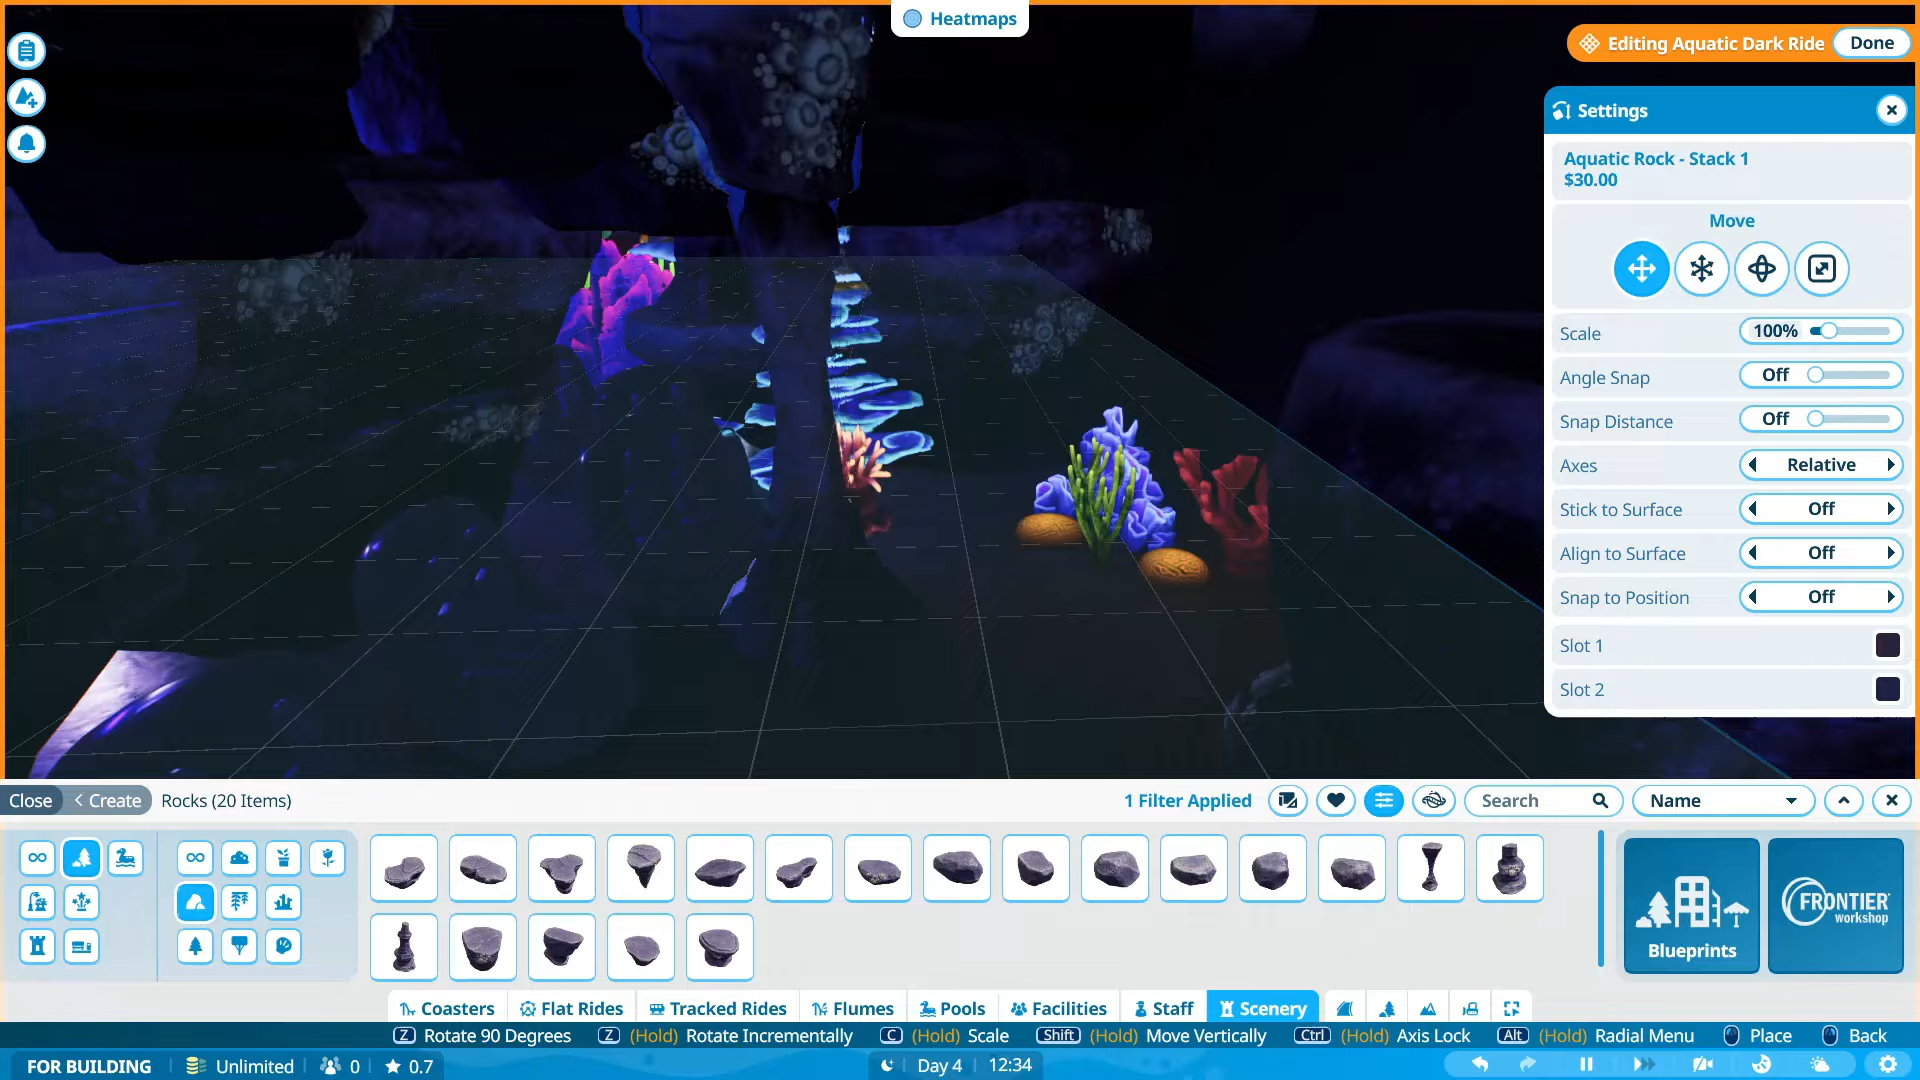 Heatmaps
Editing Aquatic Dark Ride
Done
Settings
Aquatic Rock - Stack 1
$30.00
Move
Scale
100%
Angle Snap
Off
Snap Distance
Off
Axes
Relative
Stick to Surface
Off
Align to Surface
Off
Snap to Position
Off
Slot 1
Slot 2
Close
Create
Rocks (20 Items)
1 Filter Applied
Search
Name
Blueprints
FRONTIER
workshop
Coasters
Flat Rides
Tracked Rides
Flumes
Pools
Facilities
Staff
Scenery
Z Rotate 90 Degrees
Z (Hold) Rotate Incrementally
C (Hold) Scale
Shift (Hold) Move Vertically
Ctrl (Hold) Axis Lock
Alt (Hold) Radial Menu
Place
Back
FOR BUILDING
Unlimited
0
0.7
Day 4
12:34